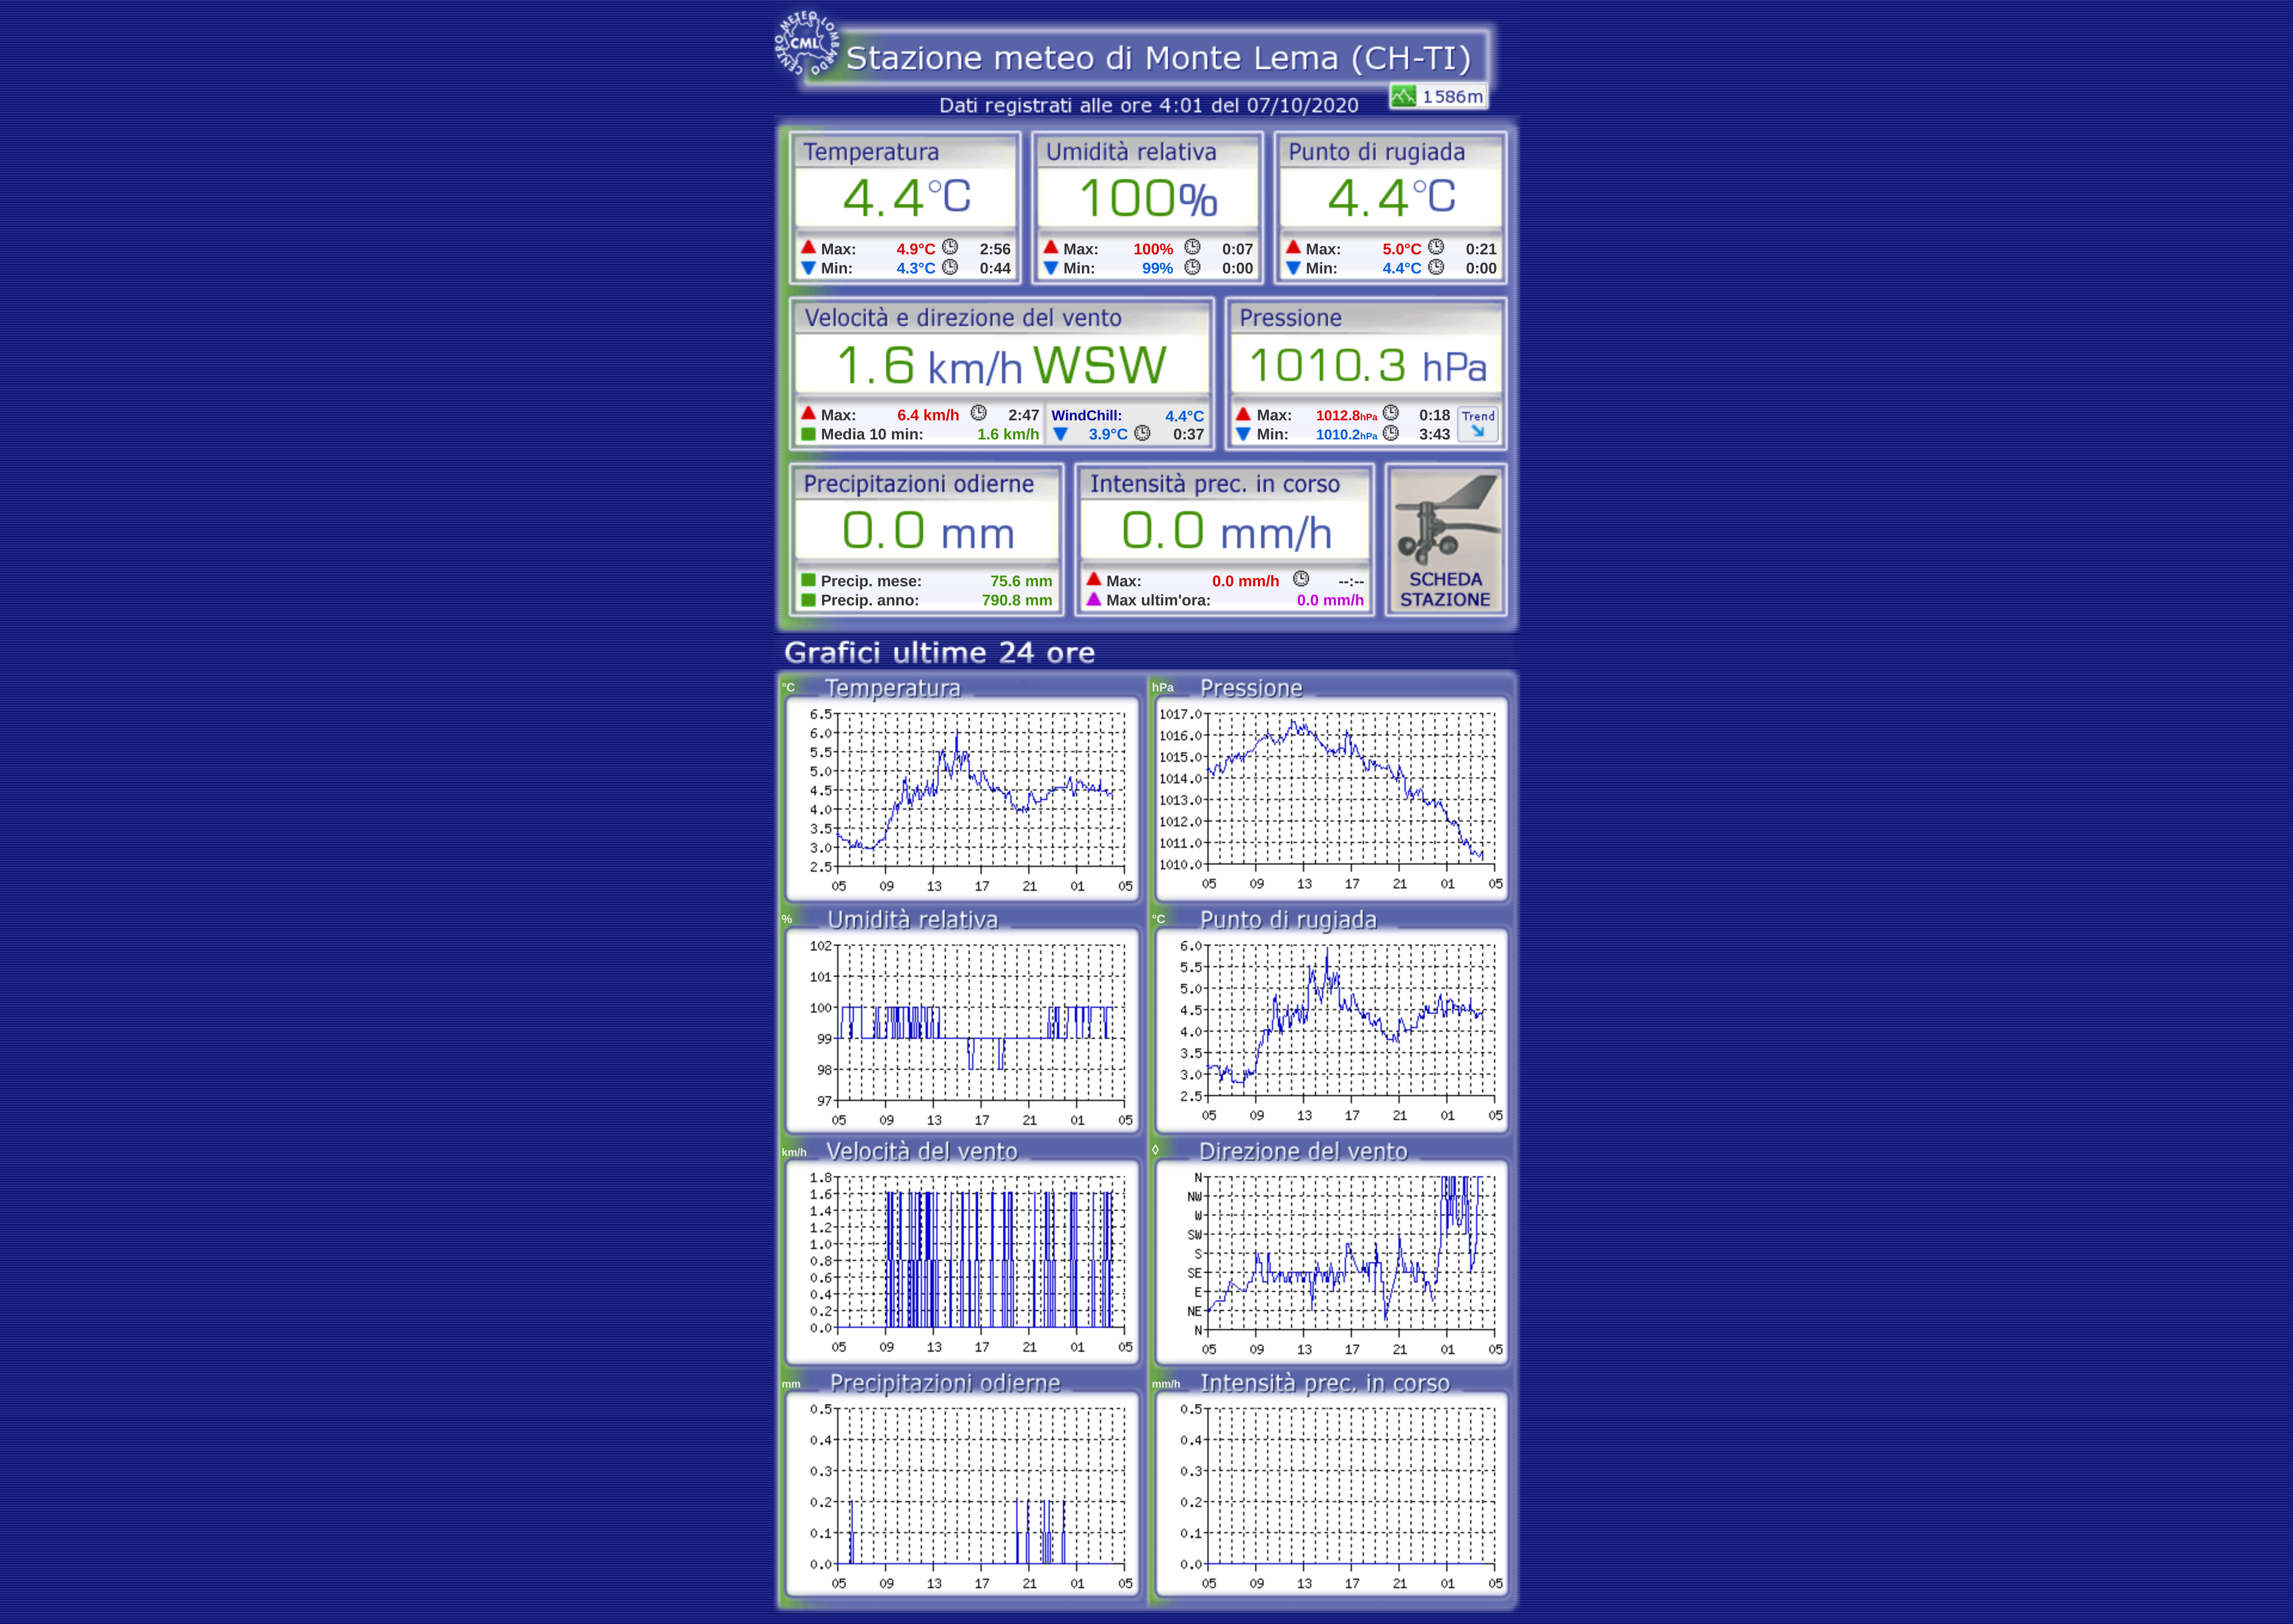 CENTRO METEO LOMBARDO
CML
Stazione meteo di Monte Lema (CH-TI)
1586m
Dati registrati alle ore 4:01 del 07/10/2020
Temperatura
4.4°C
Max: 4.9°C 2:56
Min: 4.3°C 0:44
Umidità relativa
100%
Max: 100% 0:07
Min: 99% 0:00
Punto di rugiada
4.4°C
Max: 5.0°C 0:21
Min: 4.4°C 0:00
Velocità e direzione del vento
1.6 km/h WSW
Max: 6.4 km/h 2:47
Media 10 min: 1.6 km/h
WindChill: 4.4°C
3.9°C 0:37
Pressione
1010.3 hPa
Max: 1012.8hPa 0:18
Min: 1010.2hPa 3:43
Trend
Precipitazioni odierne
0.0 mm
Precip. mese: 75.6 mm
Precip. anno: 790.8 mm
Intensità prec. in corso
0.0 mm/h
Max: 0.0 mm/h --:--
Max ultim'ora: 0.0 mm/h
SCHEDA
STAZIONE
Grafici ultime 24 ore
°C Temperatura
6.5
6.0
5.5
5.0
4.5
4.0
3.5
3.0
2.5
05 09 13 17 21 01 05
hPa Pressione
1017.0
1016.0
1015.0
1014.0
1013.0
1012.0
1011.0
1010.0
05 09 13 17 21 01 05
% Umidità relativa
102
101
100
99
98
97
05 09 13 17 21 01 05
°C Punto di rugiada
6.0
5.5
5.0
4.5
4.0
3.5
3.0
2.5
05 09 13 17 21 01 05
km/h Velocità del vento
1.8
1.6
1.4
1.2
1.0
0.8
0.6
0.4
0.2
0.0
05 09 13 17 21 01 05
◊ Direzione del vento
N
NW
W
SW
S
SE
E
NE
N
05 09 13 17 21 01 05
mm Precipitazioni odierne
0.5
0.4
0.3
0.2
0.1
0.0
05 09 13 17 21 01 05
mm/h Intensità prec. in corso
0.5
0.4
0.3
0.2
0.1
0.0
05 09 13 17 21 01 05